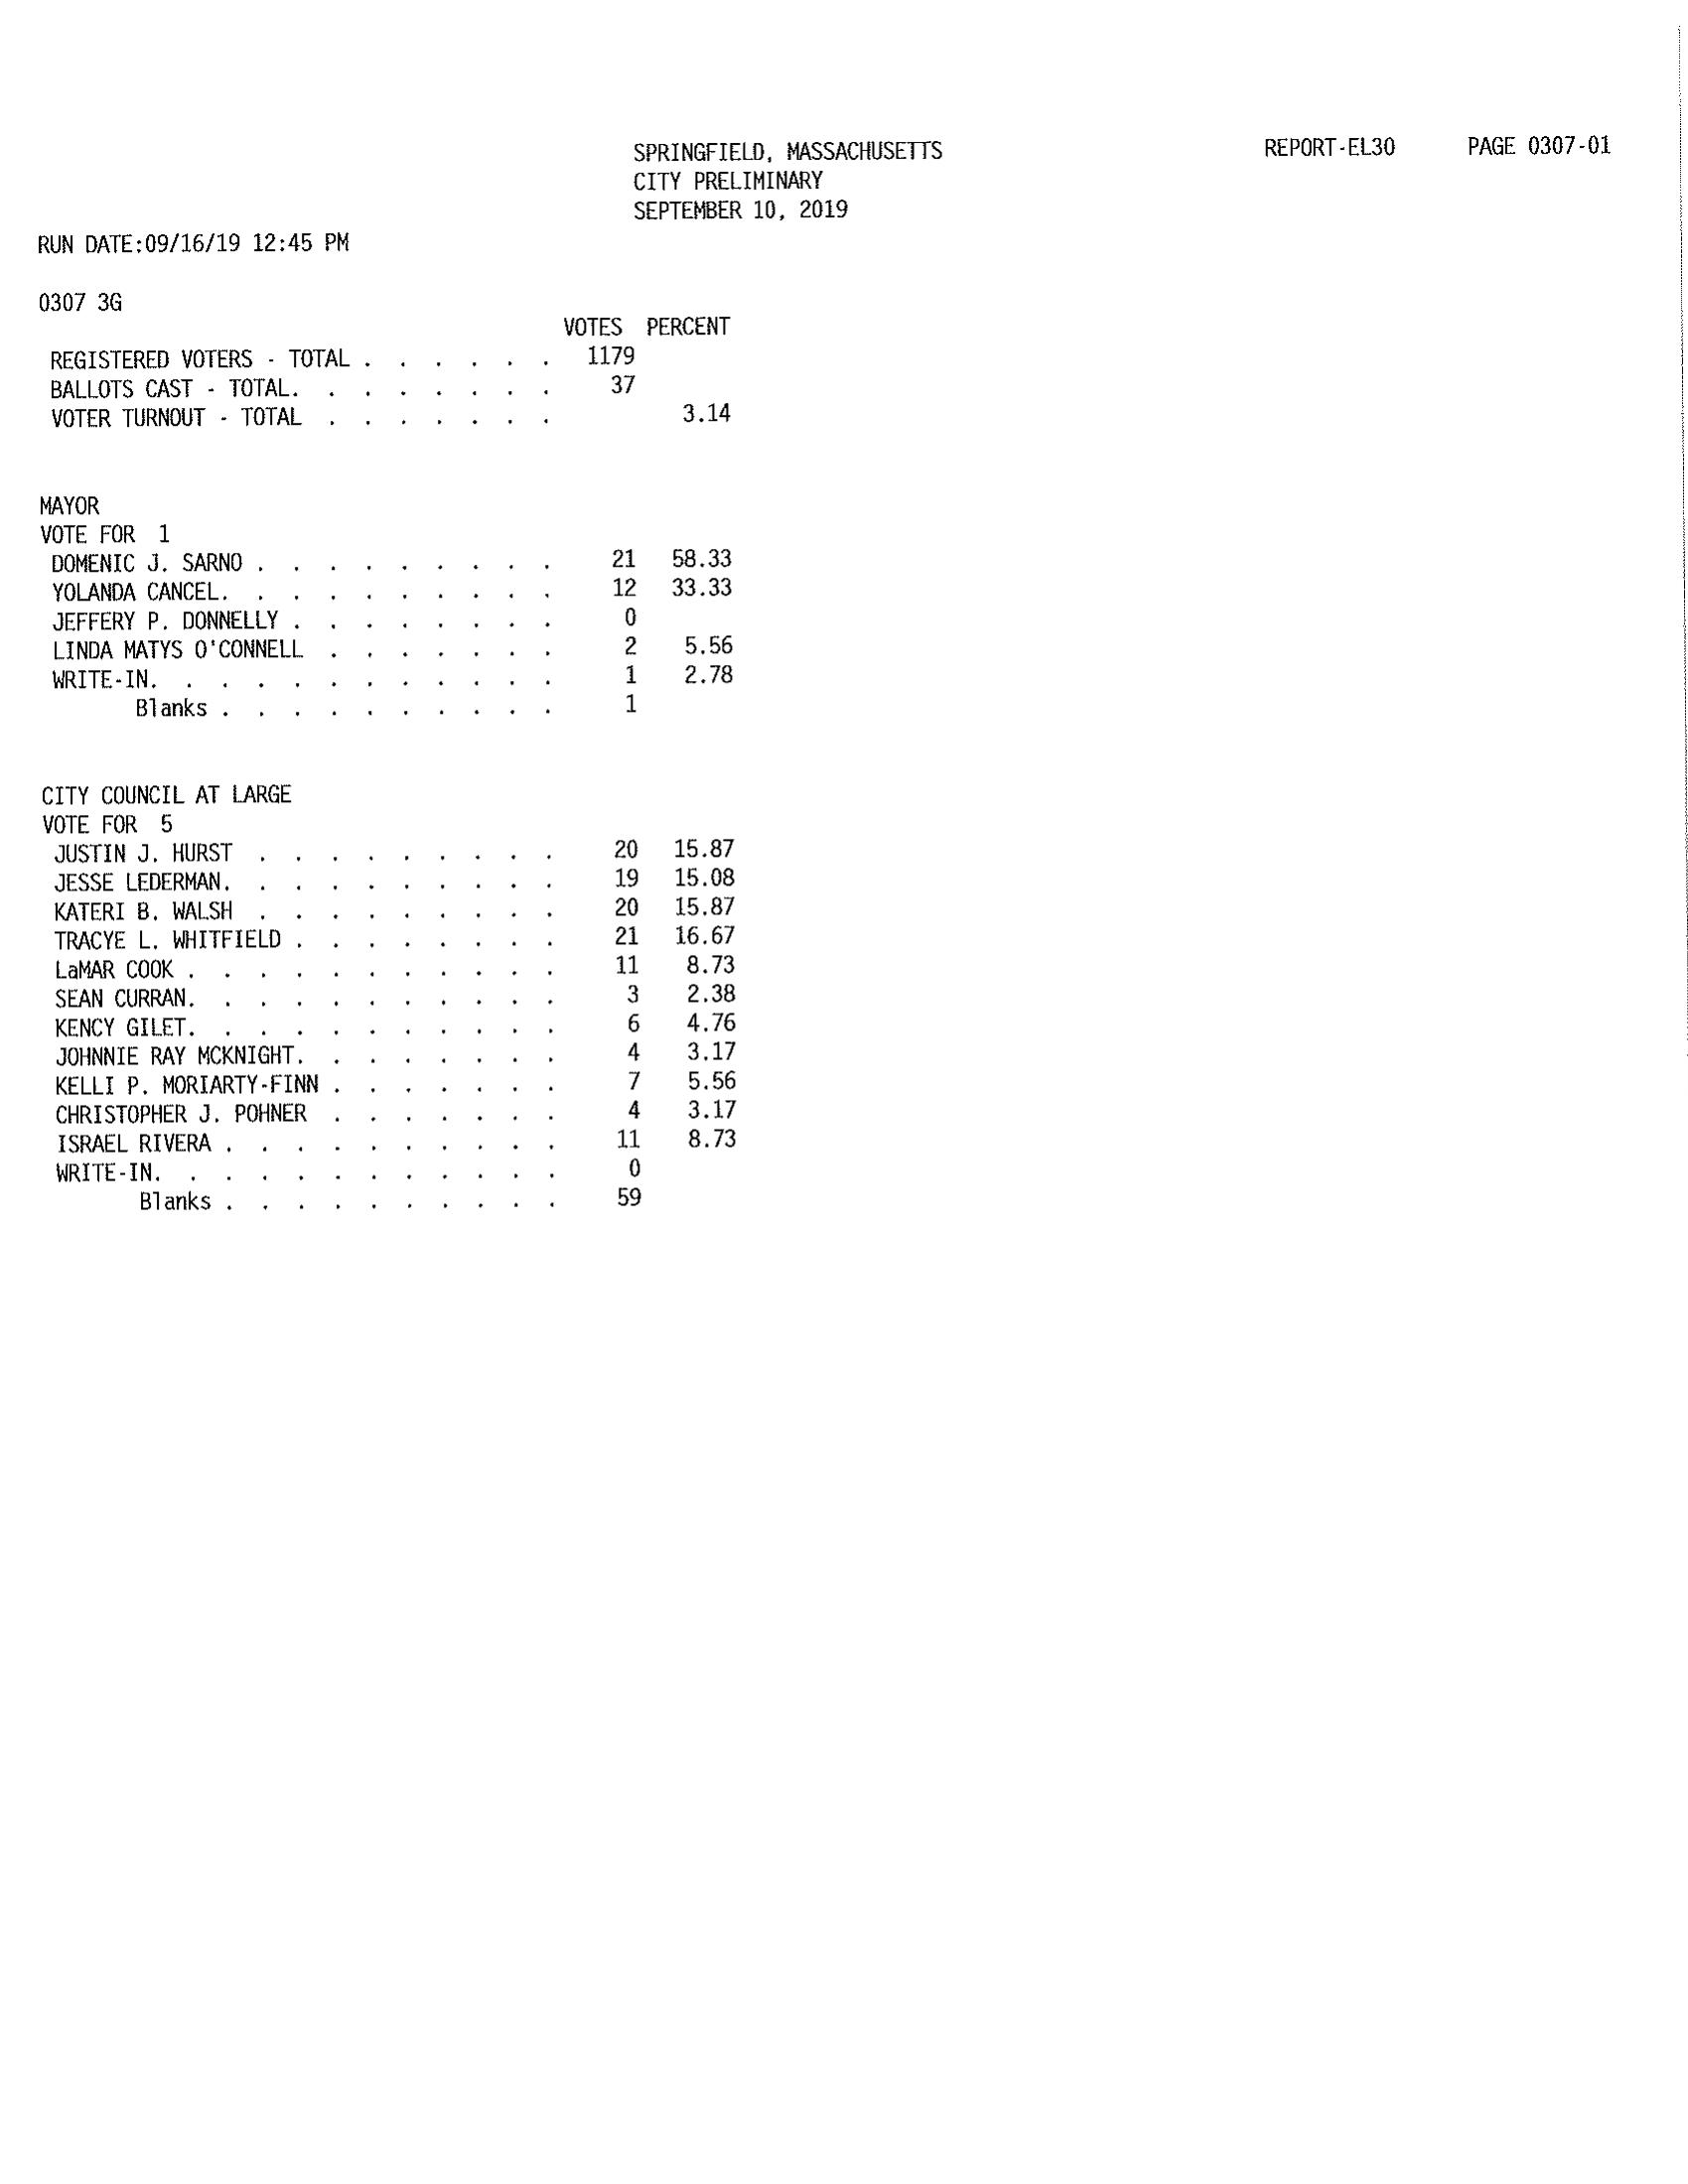 SPRINGFIELD, MASSACHUSETTS REPORT-EL30 PAGE 0307-01
CITY PRELIMINARY
SEPTEMBER 10, 2019
RUN DATE:09/16/19 12:45 PM
0307 3G
VOTES PERCENT
REGISTERED VOTERS - TOTAL . . . . . . 1179
BALLOTS CAST - TOTAL. . . . . . . . 37
VOTER TURNOUT - TOTAL . . . . . . . 3.14
MAYOR
VOTE FOR 1
DOMENIC J. SARNO . . . . . . . . . 21 58.33
YOLANDA CANCEL. . . . . . . . . . 12 33.33
JEFFERY P. DONNELLY . . . . . . . . 0
LINDA MATYS O'CONNELL . . . . . . . 2 5.56
WRITE-IN. . . . . . . . . . . . 1 2.78
Blanks . . . . . . . . . . 1
CITY COUNCIL AT LARGE
VOTE FOR 5
JUSTIN J. HURST . . . . . . . . . 20 15.87
JESSE LEDERMAN. . . . . . . . . . 19 15.08
KATERI B. WALSH . . . . . . . . . 20 15.87
TRACYE L. WHITFIELD . . . . . . . . 21 16.67
LaMAR COOK . . . . . . . . . . . 11 8.73
SEAN CURRAN. . . . . . . . . . . 3 2.38
KENCY GILET. . . . . . . . . . . 6 4.76
JOHNNIE RAY MCKNIGHT. . . . . . . . 4 3.17
KELLI P. MORIARTY-FINN . . . . . . . 7 5.56
CHRISTOPHER J. POHNER . . . . . . . 4 3.17
ISRAEL RIVERA . . . . . . . . . . 11 8.73
WRITE-IN. . . . . . . . . . . . 0
Blanks . . . . . . . . . . 59